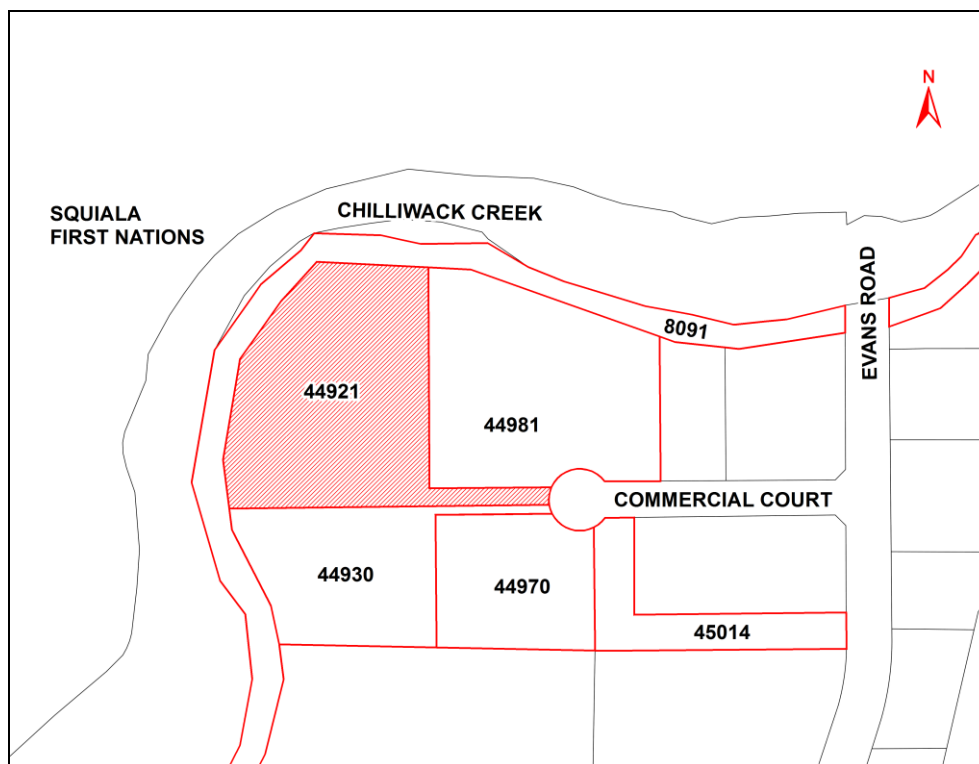 N
SQUIALA
FIRST NATIONS
CHILLIWACK CREEK
8091
EVANS ROAD
44921
44981
COMMERCIAL COURT
44930
44970
45014